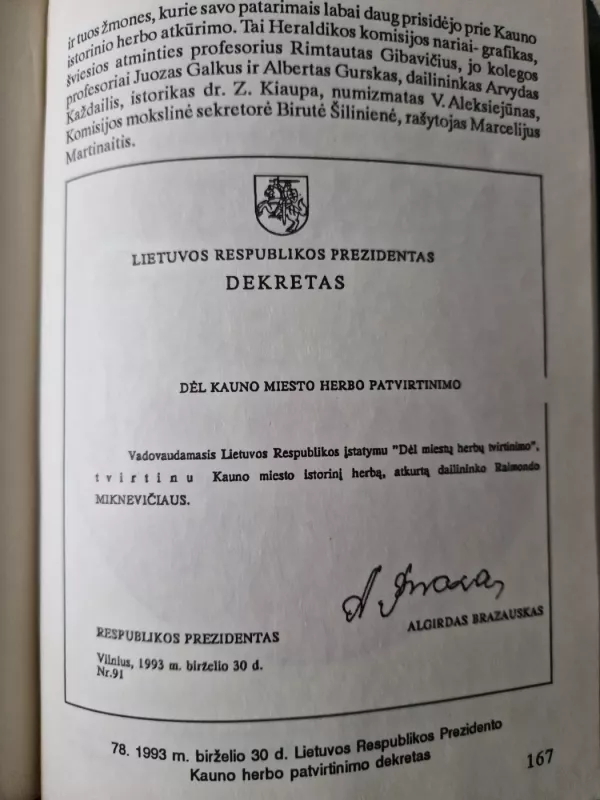 ir tuos žmones, kurie savo patarimais labai daug prisidėjo prie Kauno
istorinio herbo atkūrimo. Tai Heraldikos komisijos nariai- grafikas,
šviesios atminties profesorius Rimtautas Gibavičius, jo kolegos
profesoriai Juozas Galkus ir Albertas Gurskas, dailininkas Arvydas
Každailis, istorikas dr. Z. Kiaupa, numizmatas V. Aleksiejūnas,
Komisijos mokslinė sekretorė Birutė Šilinienė, rašytojas Marcelijus
Martinaitis.
LIETUVOS RESPUBLIKOS PREZIDENTAS
DEKRETAS
DĖL KAUNO MIESTO HERBO PATVIRTINIMO
Vadovaudamasis Lietuvos Respublikos įstatymu "Dėl miestų herbų tvirtinimo",
t v i r t i n u Kauno miesto istorinį herbą, atkurtą dailininko Raimondo
MIKNEVIČIAUS.
A. Brazauskas
ALGIRDAS BRAZAUSKAS
RESPUBLIKOS PREZIDENTAS
Vilnius, 1993 m. birželio 30 d.
Nr.91
78. 1993 m. birželio 30 d. Lietuvos Respublikos Prezidento
Kauno herbo patvirtinimo dekretas
167